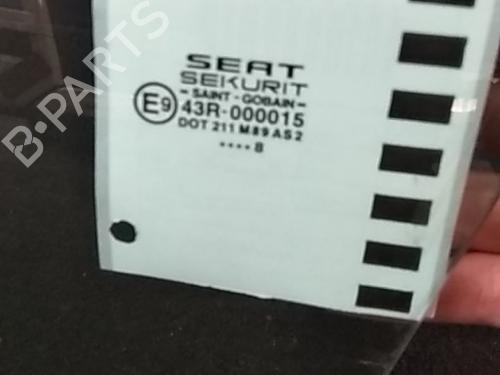 SEAT
SEKURIT
- SAINT - GOBAIN -
E9 43R-000015
DOT 211 M89 AS2
•••• 8
B-PARTS